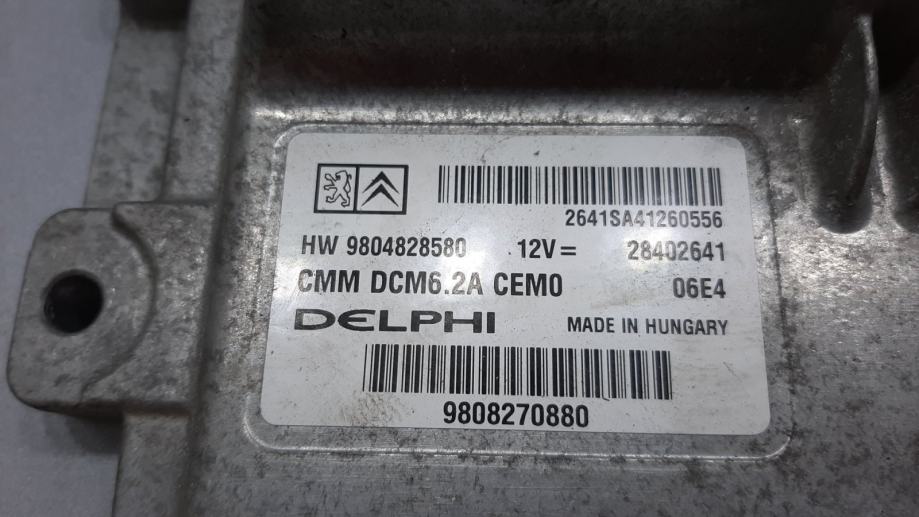 2641SA41260556
HW 9804828580 12V= 28402641
CMM DCM6.2A CEM0 06E4
DELPHI MADE IN HUNGARY
9808270880